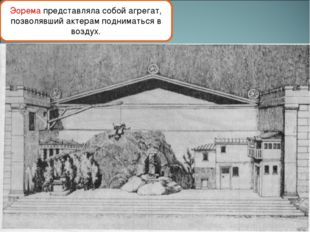 Эорема представляла собой агрегат,
позволявший актерам подниматься в
воздух.